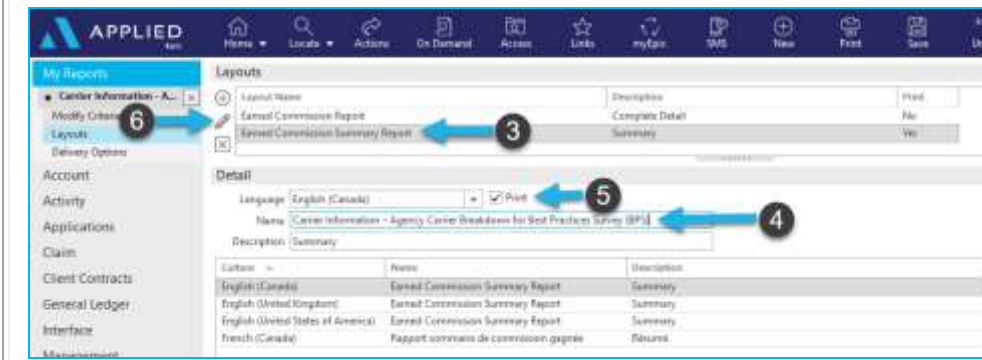 APPLIED
Epic
Home Locate Actions On Demand Access Links myEpic SMS New Print Save
My Reports
Carrier Information - A...
Modify Criteria
Layouts
Delivery Options
Account
Activity
Applications
Claim
Client Contracts
General Ledger
Interface
Management
Layouts
Layout Name Description Print
Earned Commission Report Complete Detail No
Earned Commission Summary Report Summary Yes
6
3
Detail
Language English (Canada) Print
5
Name Carrier Information - Agency Carrier Breakdown for Best Practices Survey (BPS)
4
Description Summary
Culture Name Description
English (Canada) Earned Commission Summary Report Summary
English (United Kingdom) Earned Commission Summary Report Summary
English (United States of America) Earned Commission Summary Report Summary
French (Canada) Rapport sommaire de commission gagnée Résumé